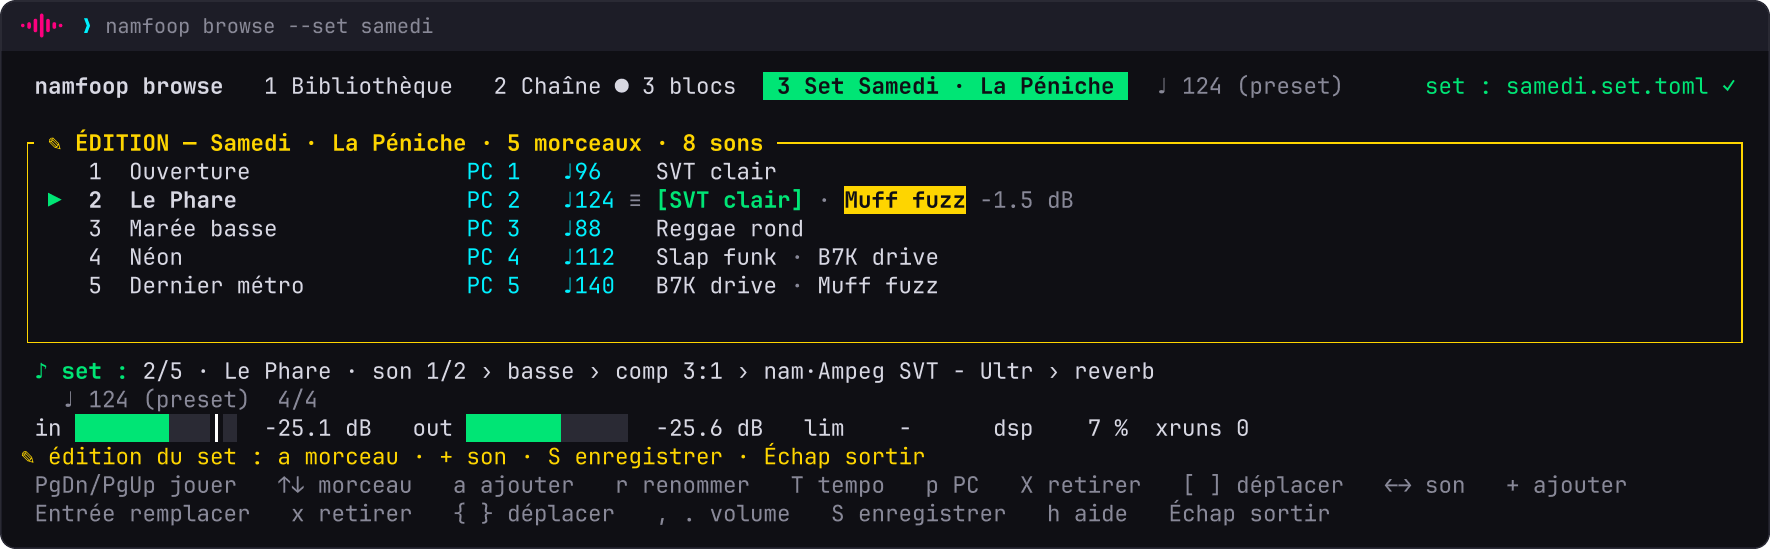 ❯ namfoop browse --set samedi
namfoop browse 1 Bibliothèque 2 Chaîne ● 3 blocs 3 Set Samedi · La Péniche ♩ 124 (preset) set : samedi.set.toml ✓
✎ ÉDITION — Samedi · La Péniche · 5 morceaux · 8 sons
1 Ouverture PC 1 ♩96 SVT clair
▶ 2 Le Phare PC 2 ♩124 ≡ [SVT clair] · Muff fuzz -1.5 dB
3 Marée basse PC 3 ♩88 Reggae rond
4 Néon PC 4 ♩112 Slap funk · B7K drive
5 Dernier métro PC 5 ♩140 B7K drive · Muff fuzz
♪ set : 2/5 · Le Phare · son 1/2 › basse › comp 3:1 › nam·Ampeg SVT - Ultr › reverb
♩ 124 (preset) 4/4
in -25.1 dB out -25.6 dB lim - dsp 7 % xruns 0
✎ édition du set : a morceau · + son · S enregistrer · Échap sortir
PgDn/PgUp jouer ↑↓ morceau a ajouter r renommer T tempo p PC X retirer [ ] déplacer ←→ son + ajouter
Entrée remplacer x retirer { } déplacer , . volume S enregistrer h aide Échap sortir